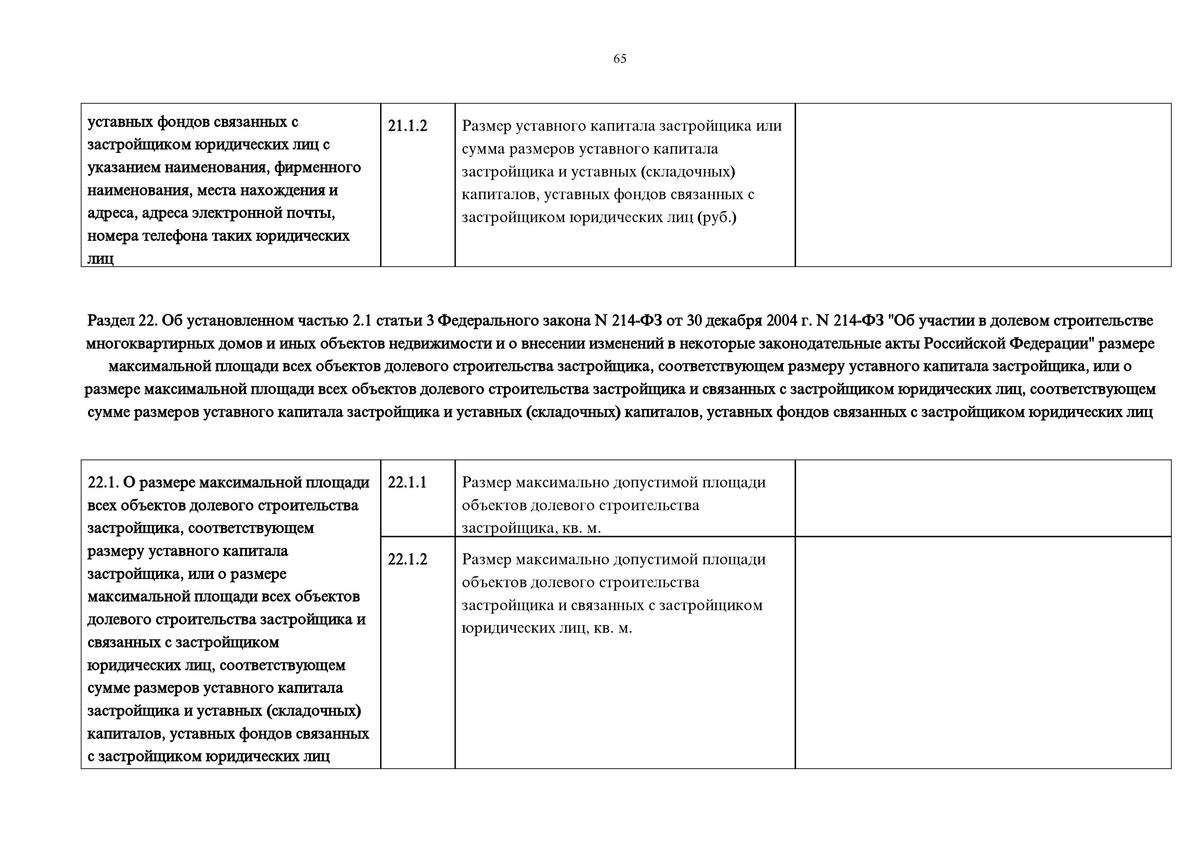 65
уставных фондов связанных с
застройщиком юридических лиц с
указанием наименования, фирменного
наименования, места нахождения и
адреса, адреса электронной почты,
номера телефона таких юридических
лиц
21.1.2
Размер уставного капитала застройщика или
сумма размеров уставного капитала
застройщика и уставных (складочных)
капиталов, уставных фондов связанных с
застройщиком юридических лиц (руб.)
Раздел 22. Об установленном частью 2.1 статьи 3 Федерального закона N 214-ФЗ от 30 декабря 2004 г. N 214-ФЗ "Об участии в долевом строительстве
многоквартирных домов и иных объектов недвижимости и о внесении изменений в некоторые законодательные акты Российской Федерации" размере
максимальной площади всех объектов долевого строительства застройщика, соответствующем размеру уставного капитала застройщика, или о
размере максимальной площади всех объектов долевого строительства застройщика и связанных с застройщиком юридических лиц, соответствующем
сумме размеров уставного капитала застройщика и уставных (складочных) капиталов, уставных фондов связанных с застройщиком юридических лиц
22.1. О размере максимальной площади
всех объектов долевого строительства
застройщика, соответствующем
размеру уставного капитала
застройщика, или о размере
максимальной площади всех объектов
долевого строительства застройщика и
связанных с застройщиком
юридических лиц, соответствующем
сумме размеров уставного капитала
застройщика и уставных (складочных)
капиталов, уставных фондов связанных
с застройщиком юридических лиц
22.1.1
Размер максимально допустимой площади
объектов долевого строительства
застройщика, кв. м.
22.1.2
Размер максимально допустимой площади
объектов долевого строительства
застройщика и связанных с застройщиком
юридических лиц, кв. м.